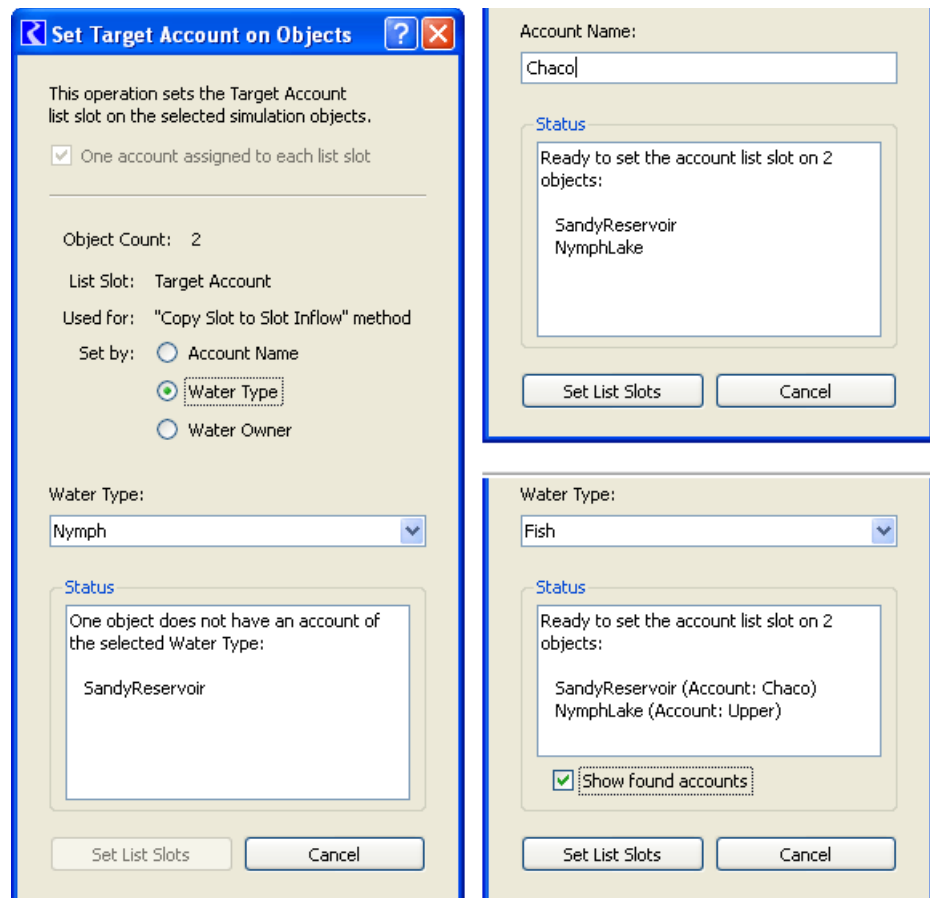 Set Target Account on Objects
This operation sets the Target Account
list slot on the selected simulation objects.
One account assigned to each list slot
Object Count: 2
List Slot: Target Account
Used for: "Copy Slot to Slot Inflow" method
Set by: Account Name
Water Type
Water Owner
Water Type:
Nymph
Status
One object does not have an account of
the selected Water Type:
SandyReservoir
Set List Slots Cancel
Account Name:
Chaco
Status
Ready to set the account list slot on 2
objects:
SandyReservoir
NymphLake
Set List Slots Cancel
Water Type:
Fish
Status
Ready to set the account list slot on 2
objects:
SandyReservoir (Account: Chaco)
NymphLake (Account: Upper)
Show found accounts
Set List Slots Cancel